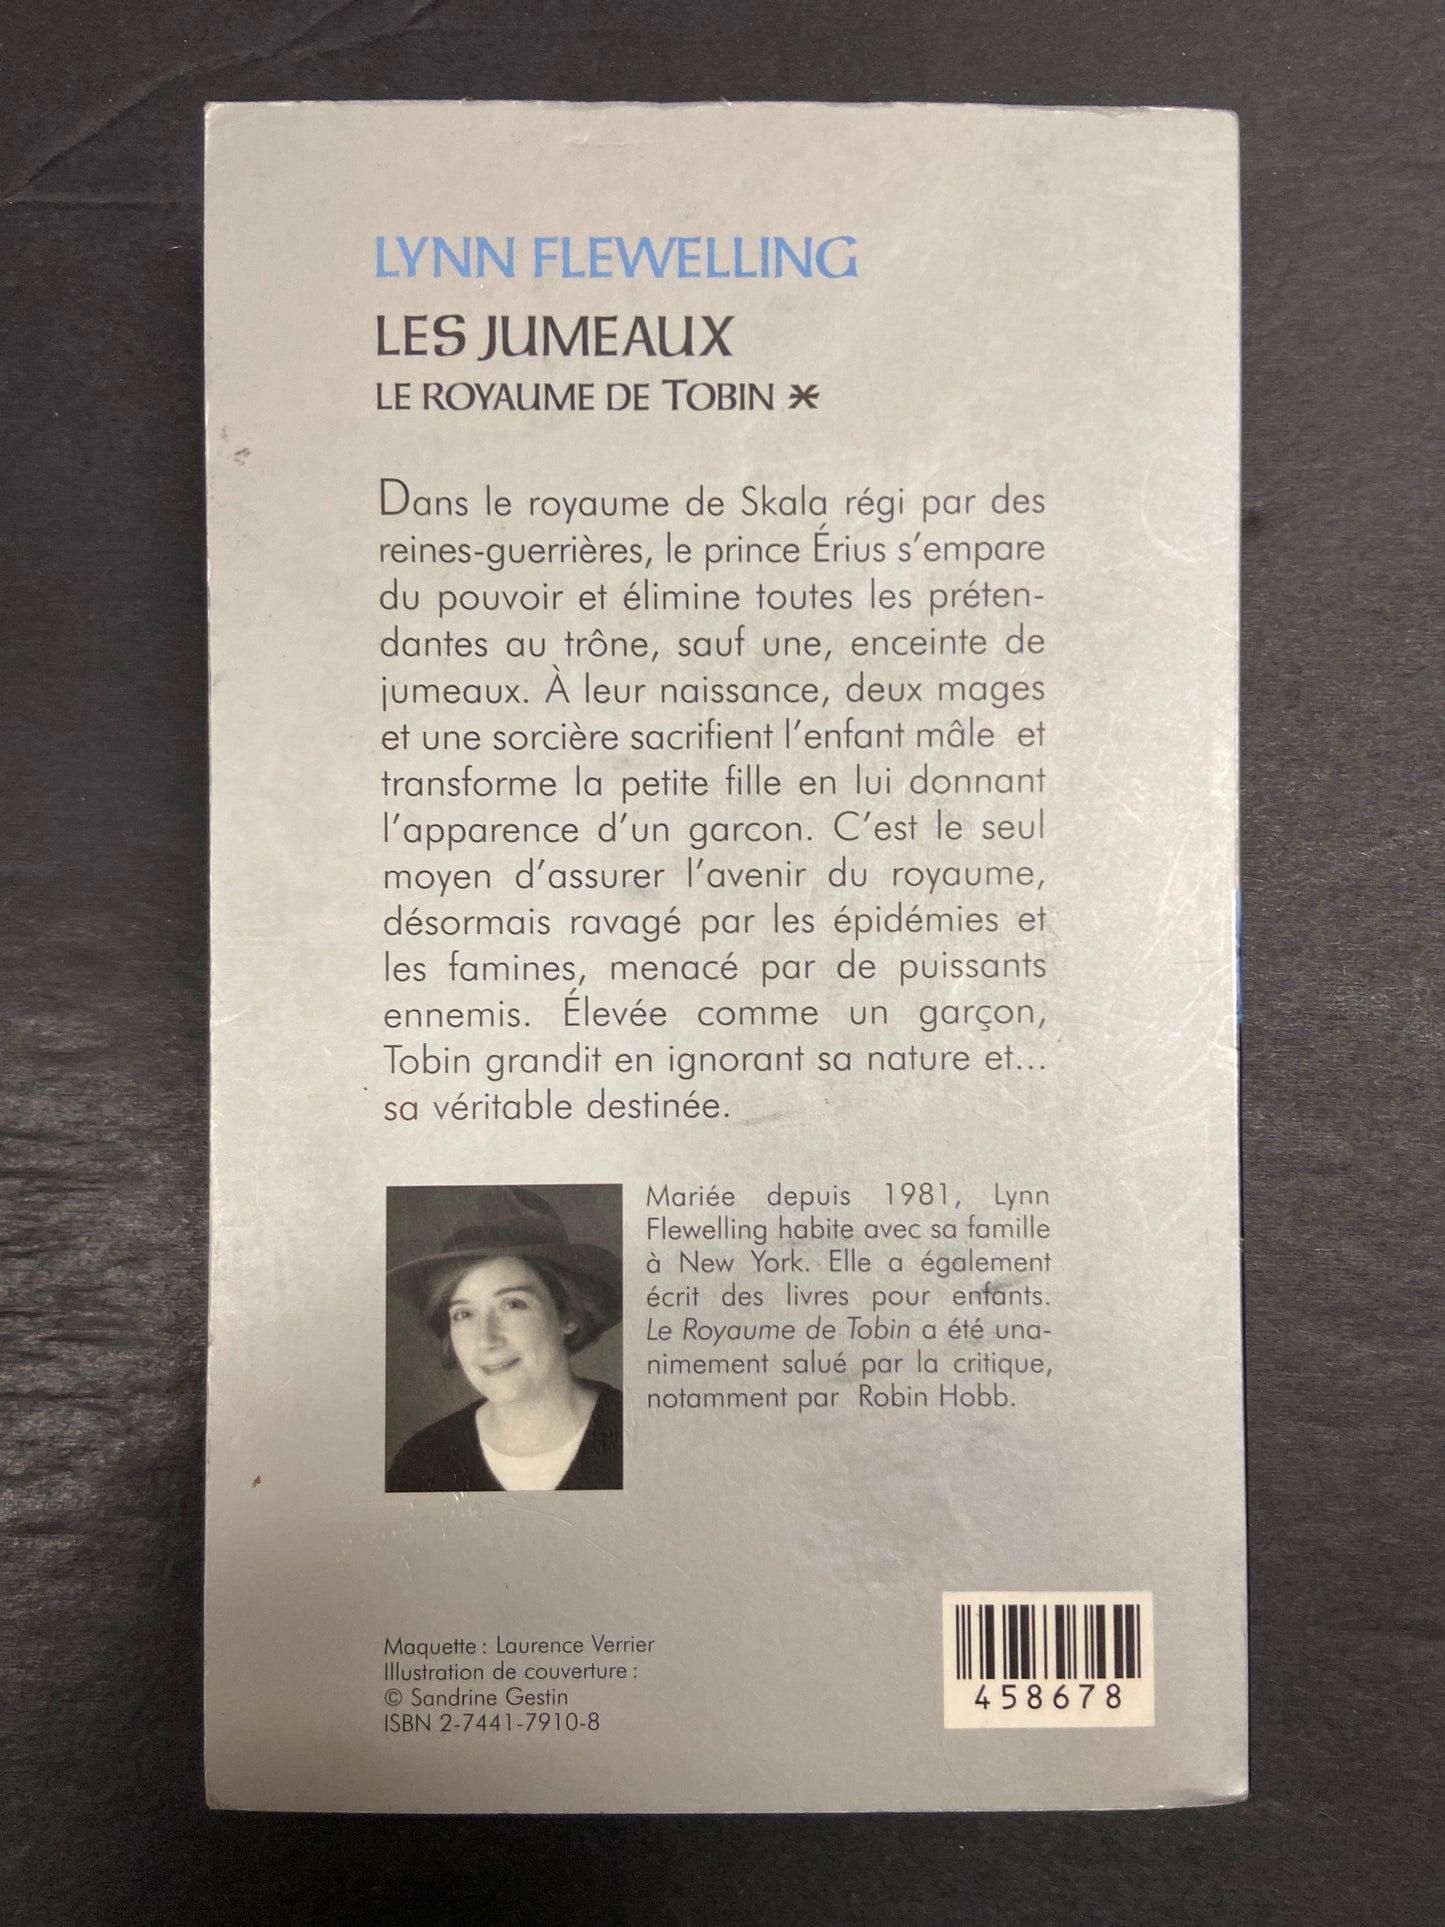 LYNN FLEWELLING
LES JUMEAUX
LE ROYAUME DE TOBIN *
Dans le royaume de Skala régi par des
reines-guerrières, le prince Érius s'empare
du pouvoir et élimine toutes les préten-
dantes au trône, sauf une, enceinte de
jumeaux. À leur naissance, deux mages
et une sorcière sacrifient l'enfant mâle et
transforme la petite fille en lui donnant
l'apparence d'un garcon. C'est le seul
moyen d'assurer l'avenir du royaume,
désormais ravagé par les épidémies et
les famines, menacé par de puissants
ennemis. Élevée comme un garçon,
Tobin grandit en ignorant sa nature et...
sa véritable destinée.
Mariée depuis 1981, Lynn
Flewelling habite avec sa famille
à New York. Elle a également
écrit des livres pour enfants.
Le Royaume de Tobin a été una-
nimement salué par la critique,
notamment par Robin Hobb.
Maquette : Laurence Verrier
Illustration de couverture :
© Sandrine Gestin
ISBN 2-7441-7910-8
458678